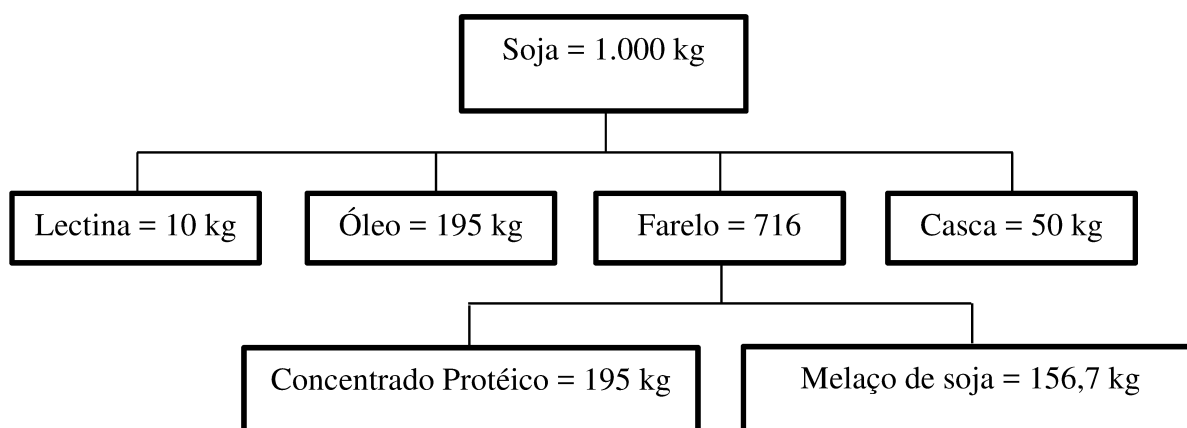 Soja = 1.000 kg
Lectina = 10 kg
Óleo = 195 kg
Farelo = 716
Casca = 50 kg
Concentrado Protéico = 195 kg
Melaço de soja = 156,7 kg